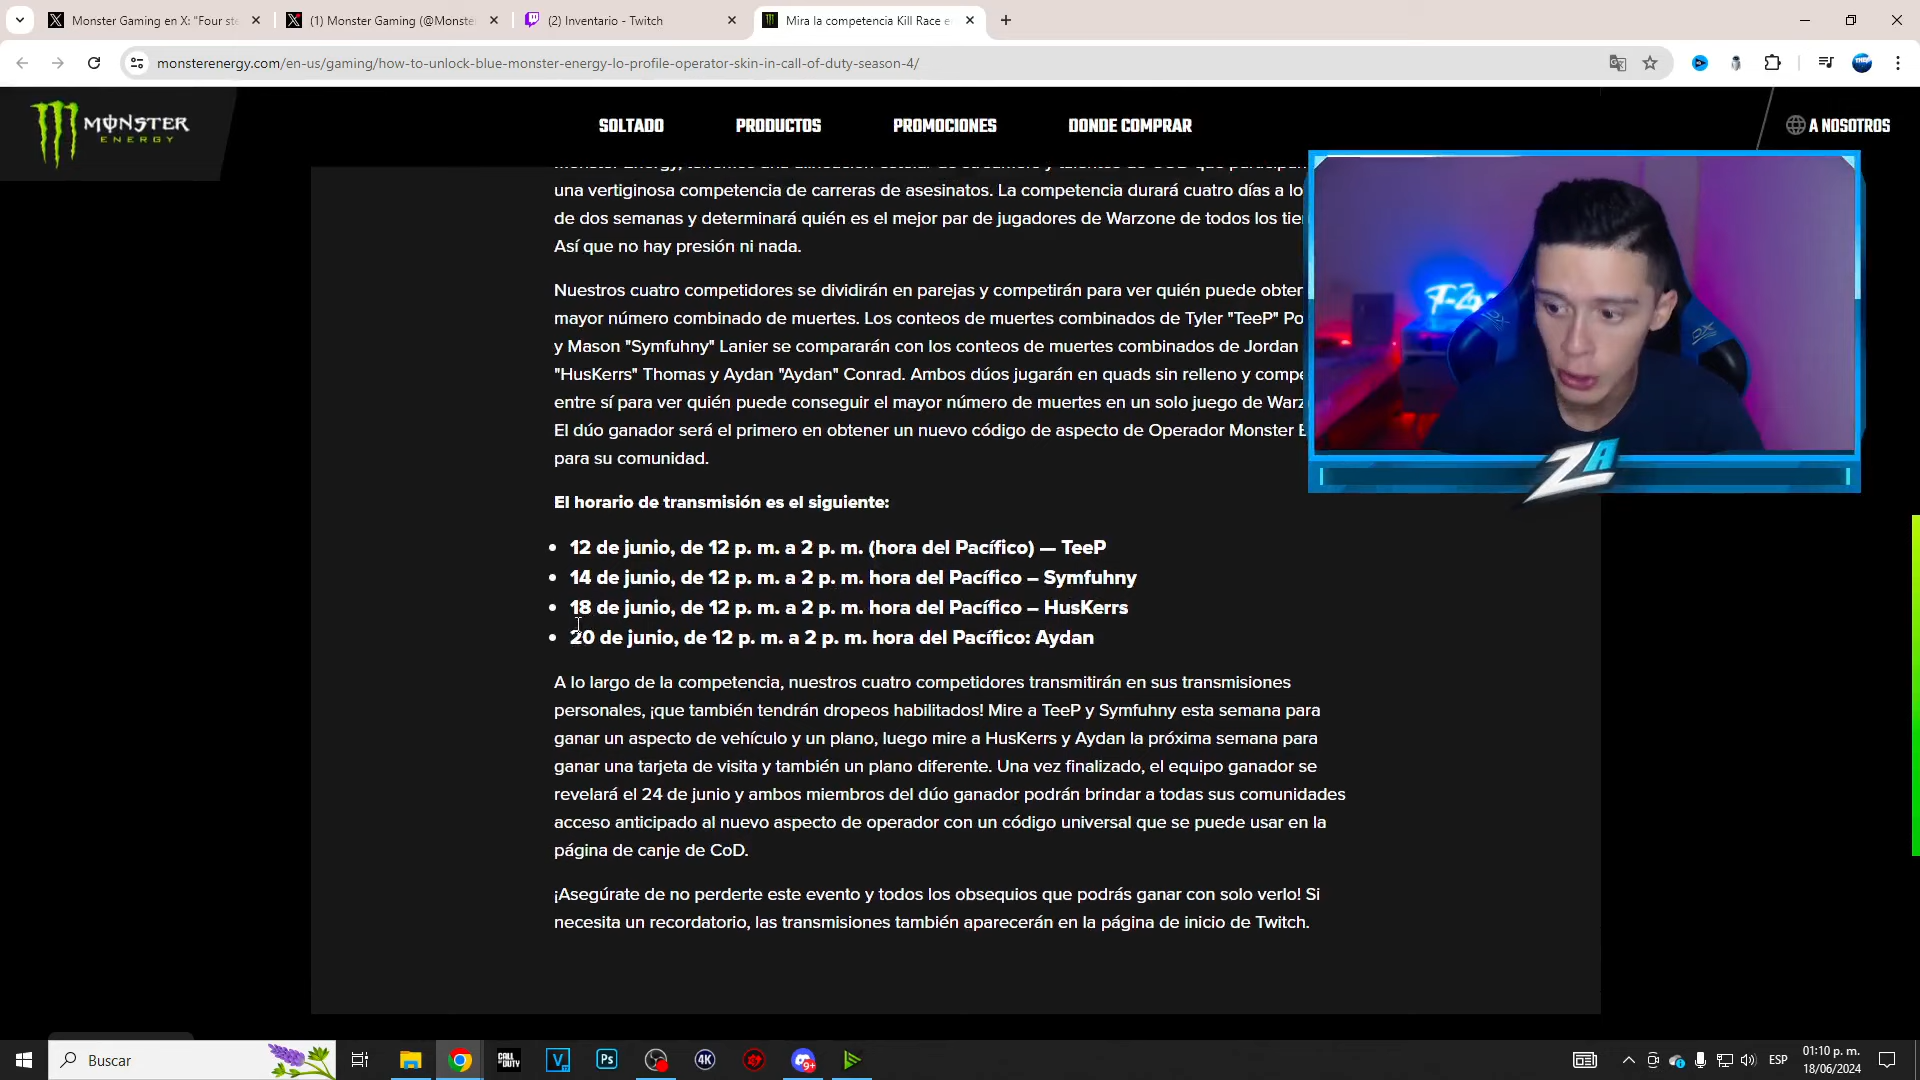 Monster Gaming en X: "Four ste
(1) Monster Gaming (@Monste
(2) Inventario - Twitch
Mira la competencia Kill Race e
monsterenergy.com/en-us/gaming/how-to-unlock-blue-monster-energy-lo-profile-operator-skin-in-call-of-duty-season-4/
MONSTER
ENERGY
SOLTADO
PRODUCTOS
PROMOCIONES
DONDE COMPRAR
A NOSOTROS
una vertiginosa competencia de carreras de asesinatos. La competencia durará cuatro días a lo
de dos semanas y determinará quién es el mejor par de jugadores de Warzone de todos los tie
Así que no hay presión ni nada.
Nuestros cuatro competidores se dividirán en parejas y competirán para ver quién puede obter
mayor número combinado de muertes. Los conteos de muertes combinados de Tyler "TeeP" Po
y Mason "Symfuhny" Lanier se compararán con los conteos de muertes combinados de Jordan
"HusKerrs" Thomas y Aydan "Aydan" Conrad. Ambos dúos jugarán en quads sin relleno y compe
entre sí para ver quién puede conseguir el mayor número de muertes en un solo juego de Warz
El dúo ganador será el primero en obtener un nuevo código de aspecto de Operador Monster E
para su comunidad.
El horario de transmisión es el siguiente:
• 12 de junio, de 12 p. m. a 2 p. m. (hora del Pacífico) — TeeP
• 14 de junio, de 12 p. m. a 2 p. m. hora del Pacífico – Symfuhny
• 18 de junio, de 12 p. m. a 2 p. m. hora del Pacífico – HusKerrs
• 20 de junio, de 12 p. m. a 2 p. m. hora del Pacífico: Aydan
A lo largo de la competencia, nuestros cuatro competidores transmitirán en sus transmisiones
personales, ¡que también tendrán dropeos habilitados! Mire a TeeP y Symfuhny esta semana para
ganar un aspecto de vehículo y un plano, luego mire a HusKerrs y Aydan la próxima semana para
ganar una tarjeta de visita y también un plano diferente. Una vez finalizado, el equipo ganador se
revelará el 24 de junio y ambos miembros del dúo ganador podrán brindar a todas sus comunidades
acceso anticipado al nuevo aspecto de operador con un código universal que se puede usar en la
página de canje de CoD.
¡Asegúrate de no perderte este evento y todos los obsequios que podrás ganar con solo verlo! Si
necesita un recordatorio, las transmisiones también aparecerán en la página de inicio de Twitch.
ZA
DX
DX
Buscar
CALL OF DUTY
V
Ps
4K
9+
ESP
01:10 p. m.
18/06/2024